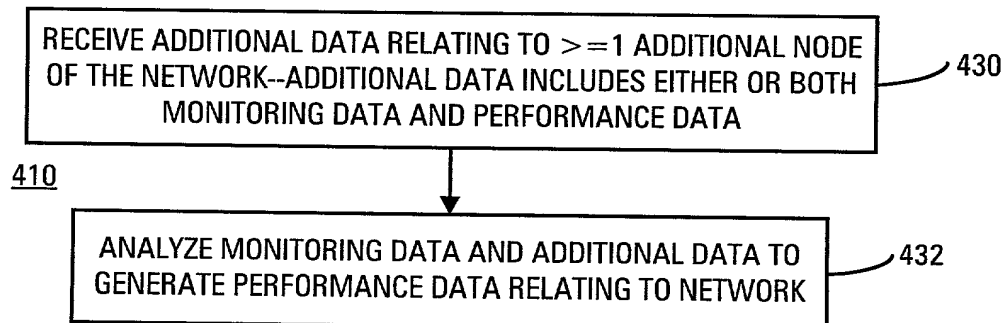 RECEIVE ADDITIONAL DATA RELATING TO >=1 ADDITIONAL NODE
OF THE NETWORK--ADDITIONAL DATA INCLUDES EITHER OR BOTH
MONITORING DATA AND PERFORMANCE DATA
430
410
ANALYZE MONITORING DATA AND ADDITIONAL DATA TO
GENERATE PERFORMANCE DATA RELATING TO NETWORK
432